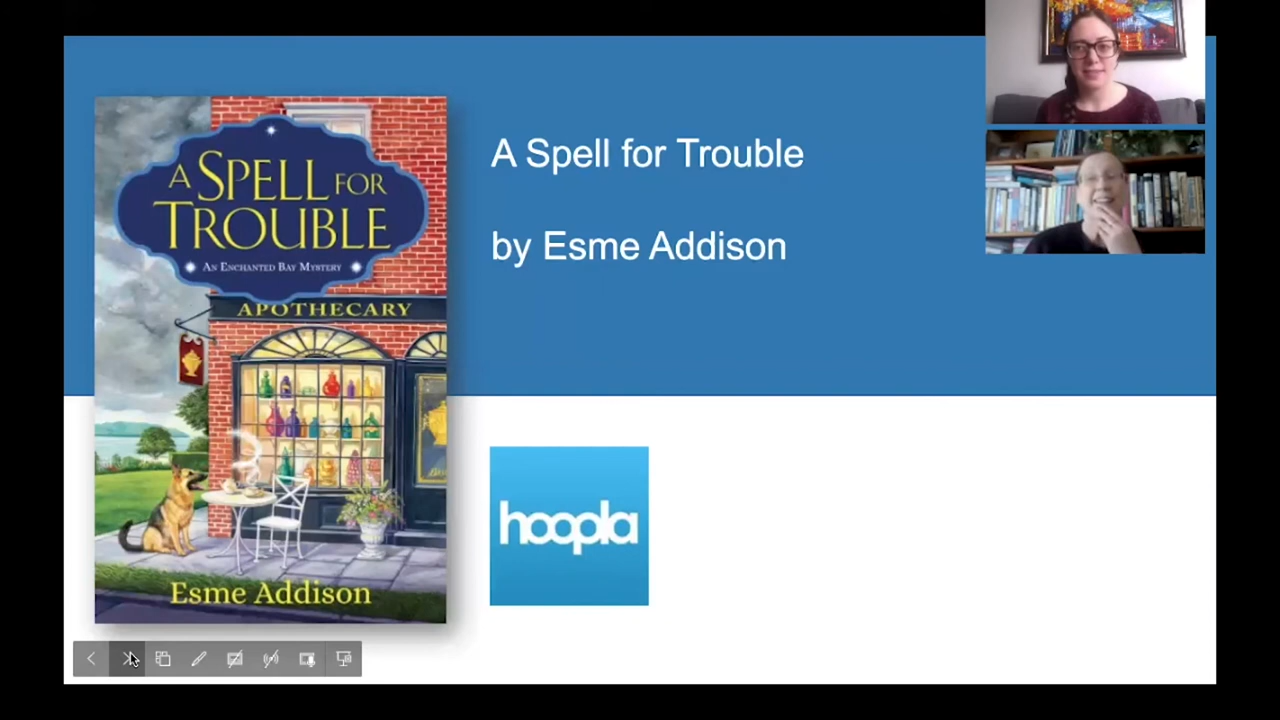 A SPELL FOR
TROUBLE
AN ENCHANTED BAY MYSTERY
APOTHECARY
Esme Addison
A Spell for Trouble
by Esme Addison
hoopla